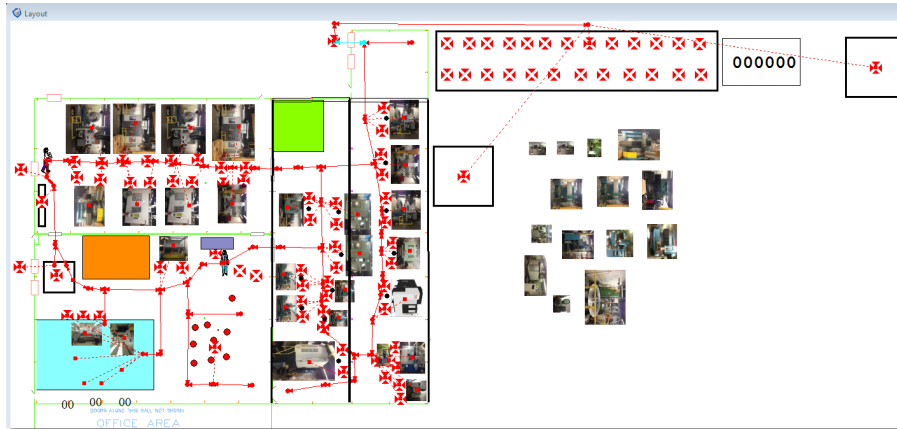 Layout
000000
00 00 00
DOORS ALONG THIS WALL NOT SHOWN
OFFICE AREA